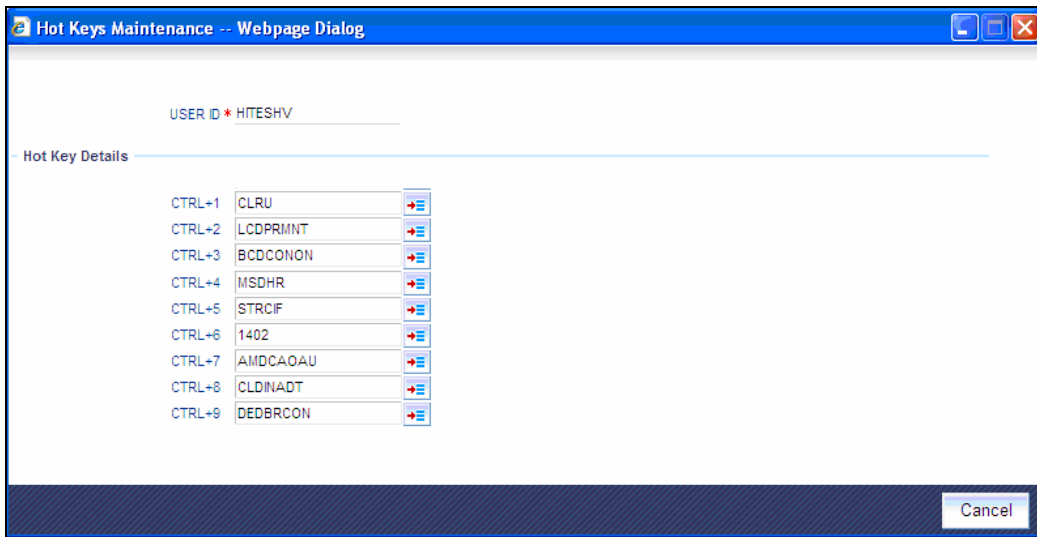 Hot Keys Maintenance -- Webpage Dialog
USER ID * HITESHV
Hot Key Details
CTRL+1 CLRU
CTRL+2 LCDPRMNT
CTRL+3 BCDCONON
CTRL+4 MSDHR
CTRL+5 STRCIF
CTRL+6 1402
CTRL+7 AMDCAOAU
CTRL+8 CLDINADT
CTRL+9 DEDBRCON
Cancel